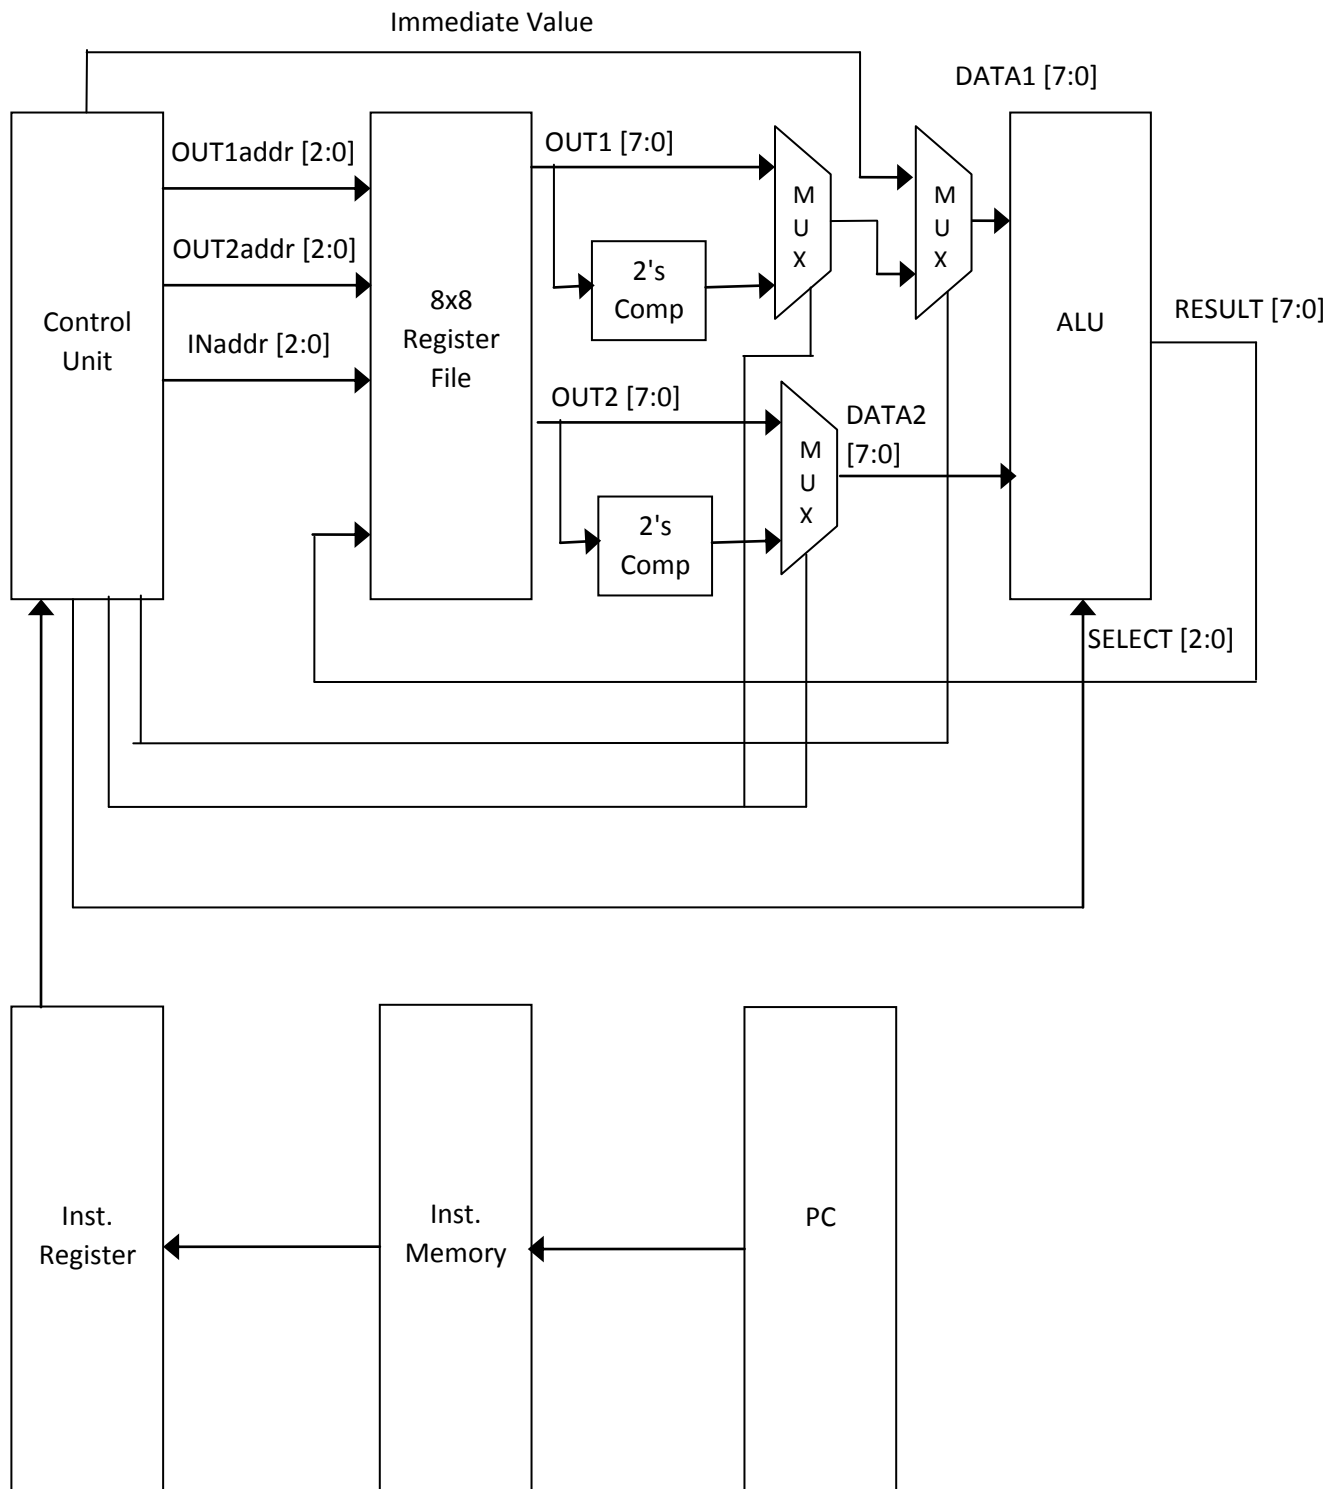 Immediate Value
DATA1 [7:0]
OUT1addr [2:0]
OUT1 [7:0]
OUT2addr [2:0]
INaddr [2:0]
Control
Unit
8x8
Register
File
2's
Comp
M
U
X
M
U
X
ALU
RESULT [7:0]
OUT2 [7:0]
2's
Comp
M
U
X
DATA2
[7:0]
SELECT [2:0]
Inst.
Register
Inst.
Memory
PC